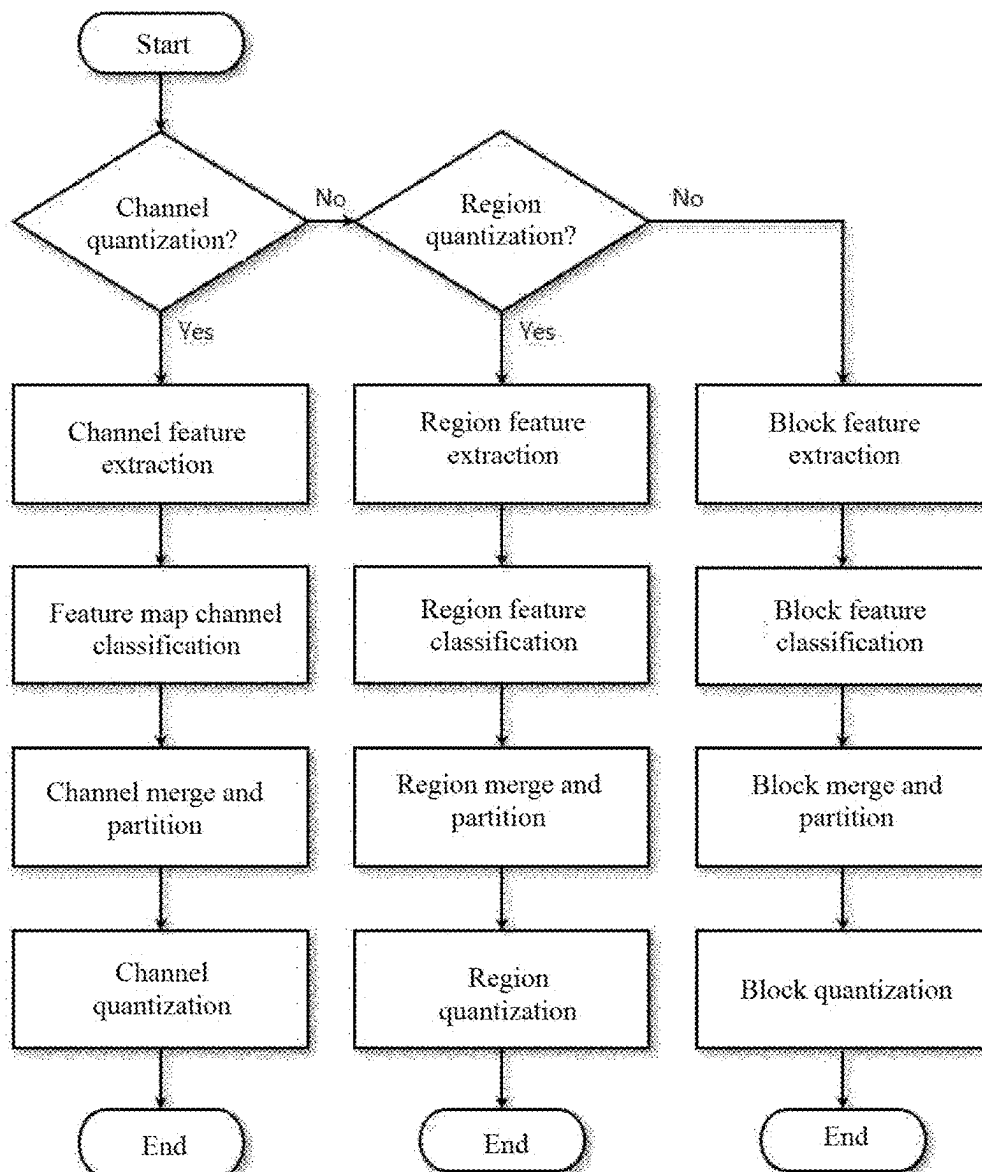 Start
Channel
quantization?
No
Region
quantization?
No
Yes
Yes
Channel feature
extraction
Region feature
extraction
Block feature
extraction
Feature map channel
classification
Region feature
classification
Block feature
classification
Channel merge and
partition
Region merge and
partition
Block merge and
partition
Channel
quantization
Region
quantization
Block quantization
End
End
End